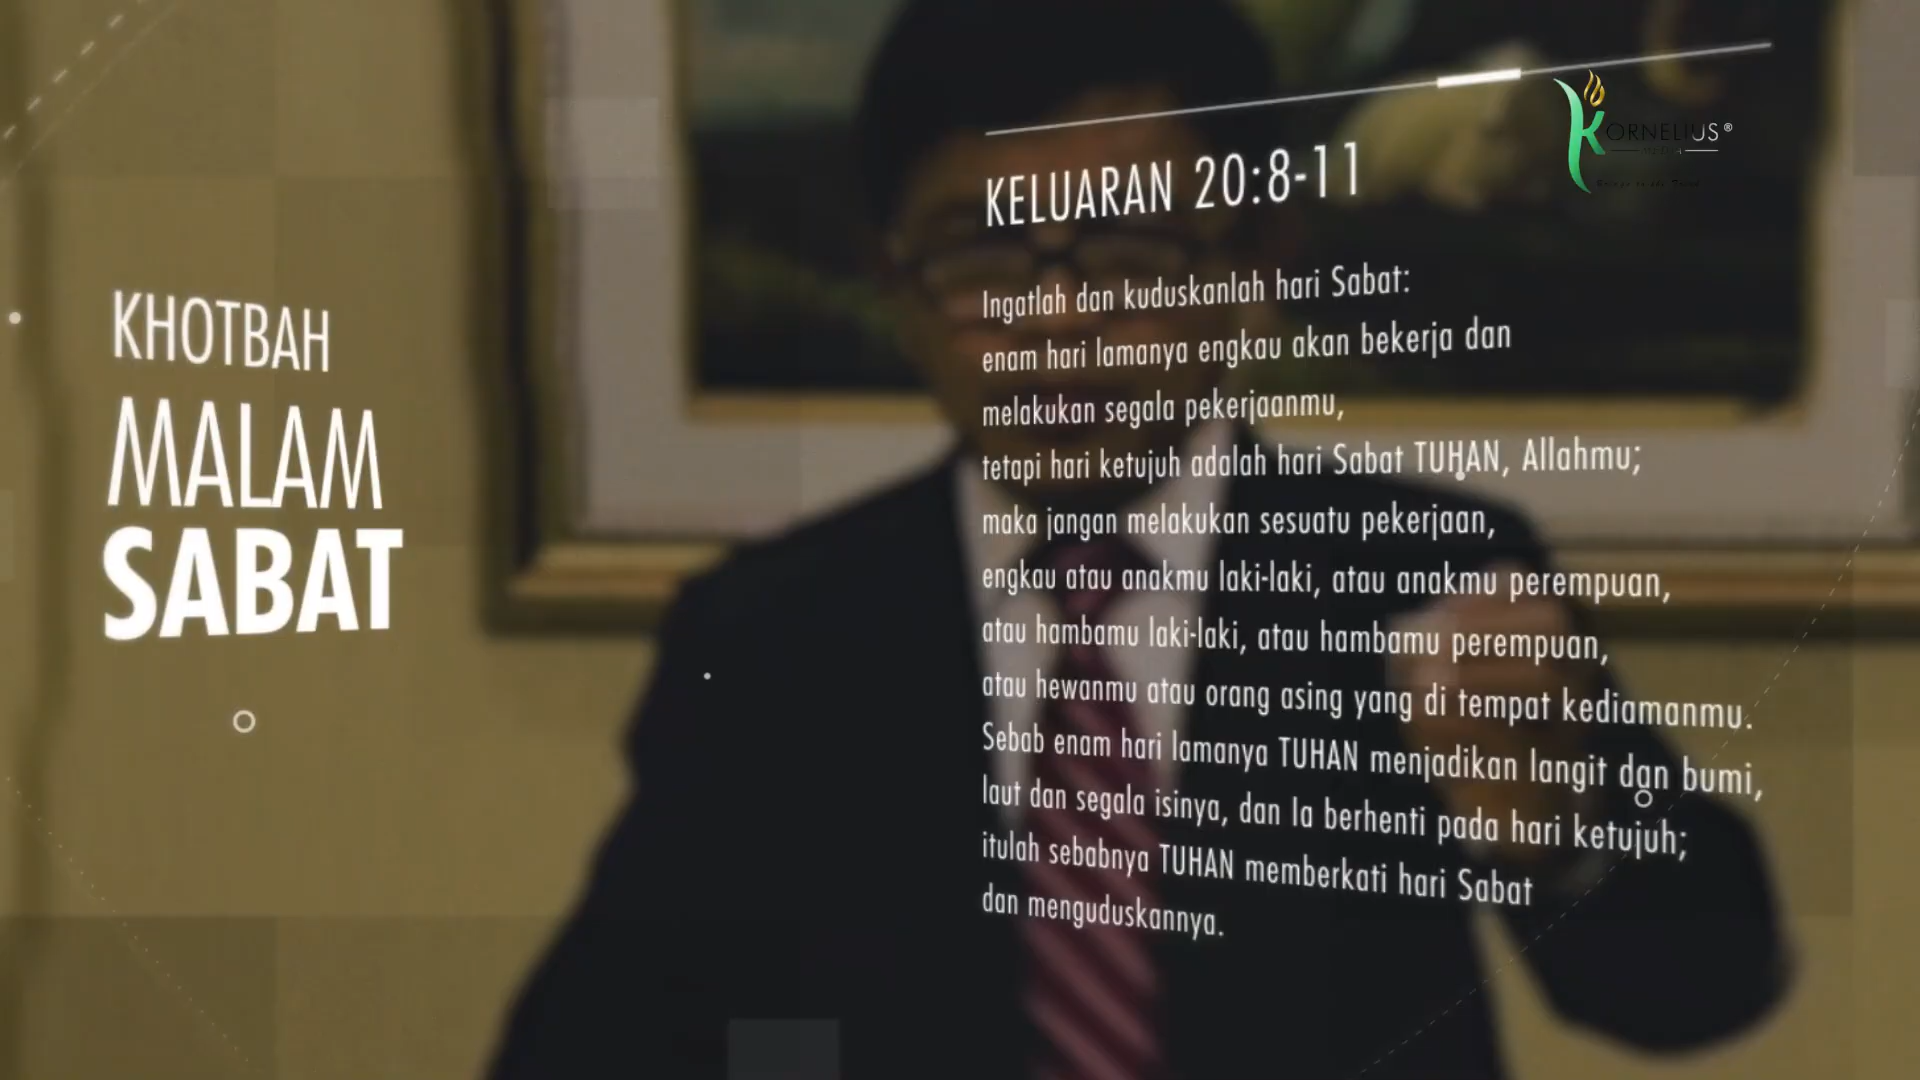 KHOTBAH
MALAM
SABAT
KORNELIUS®
KELUARAN 20:8-11
Ingatlah dan kuduskanlah hari Sabat:
enam hari lamanya engkau akan bekerja dan
melakukan segala pekerjaanmu,
tetapi hari ketujuh adalah hari Sabat TUHAN, Allahmu;
maka jangan melakukan sesuatu pekerjaan,
engkau atau anakmu laki-laki, atau anakmu perempuan,
atau hambamu laki-laki, atau hambamu perempuan,
atau hewanmu atau orang asing yang di tempat kediamanmu.
Sebab enam hari lamanya TUHAN menjadikan langit dan bumi,
laut dan segala isinya, dan Ia berhenti pada hari ketujuh;
itulah sebabnya TUHAN memberkati hari Sabat
dan menguduskannya.